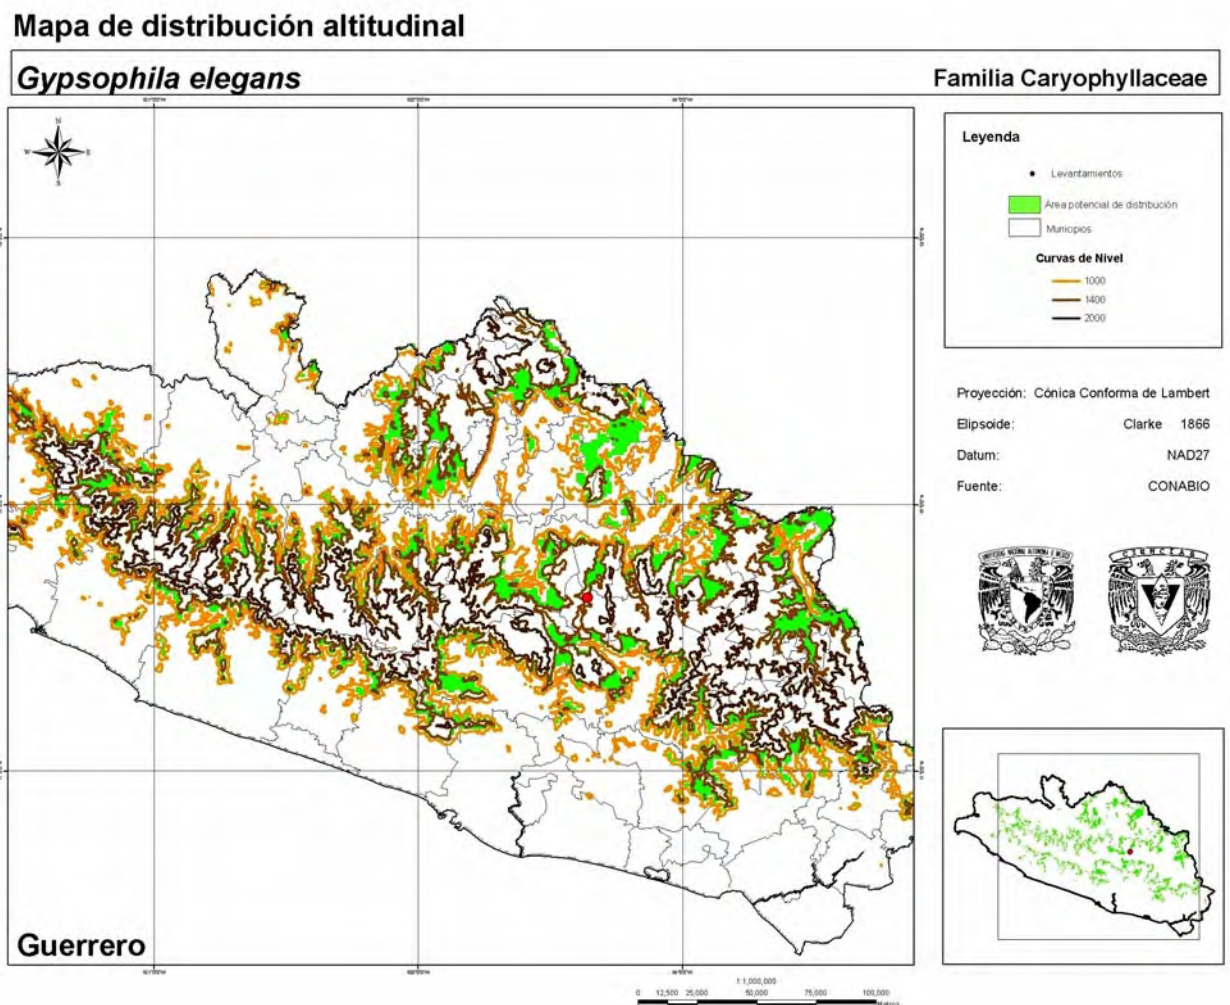 Mapa de distribución altitudinal
Gypsophila elegans
Familia Caryophyllaceae
N
W
E
S
Leyenda
Levantamientos
Área potencial de distribución
Municipios
Curvas de Nivel
1000
1400
2000
Proyección: Cónica Conforma de Lambert
Elipsoide: Clarke 1866
Datum: NAD27
Fuente: CONABIO
Guerrero
1:1,000,000
0 12,500 25,000 50,000 75,000 100,000
Metros